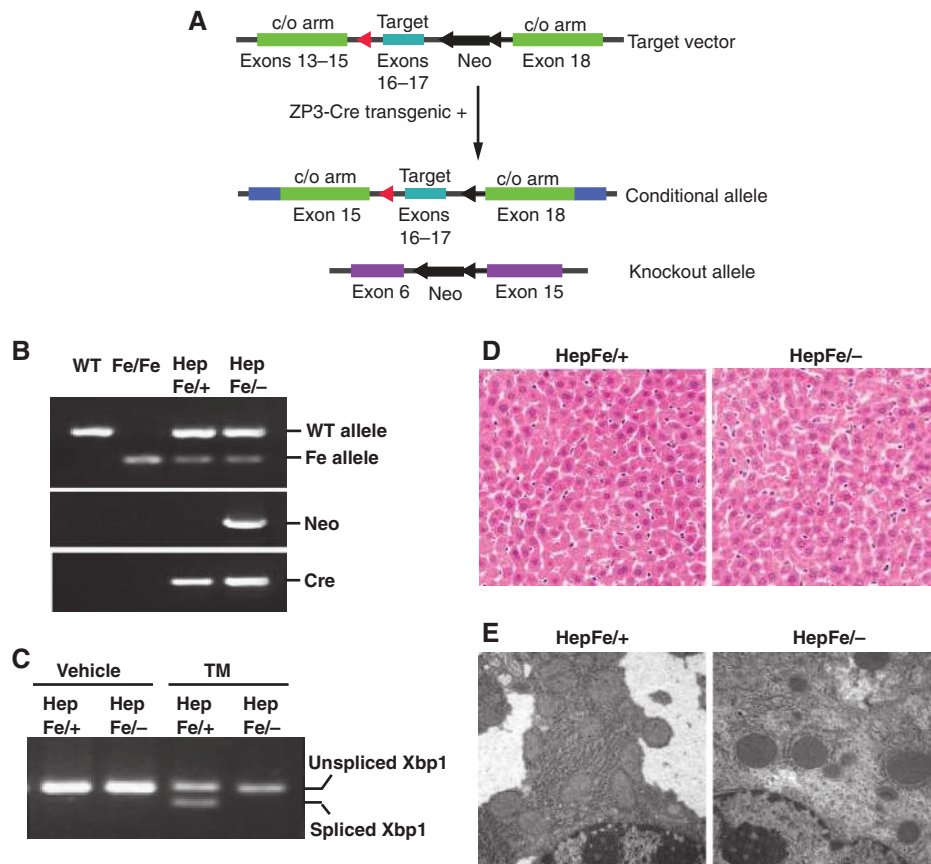 A
c/o arm Target c/o arm
Target vector
Exons 13–15 Exons 16–17 Neo Exon 18
ZP3-Cre transgenic +
c/o arm Target c/o arm
Conditional allele
Exon 15 Exons 16–17 Exon 18
Knockout allele
Exon 6 Neo Exon 15
B
WT Fe/Fe Hep Fe/+ Hep Fe/–
WT allele
Fe allele
Neo
Cre
C
Vehicle TM
Hep Fe/+ Hep Fe/– Hep Fe/+ Hep Fe/–
Unspliced Xbp1
Spliced Xbp1
D
HepFe/+ HepFe/–
E
HepFe/+ HepFe/–